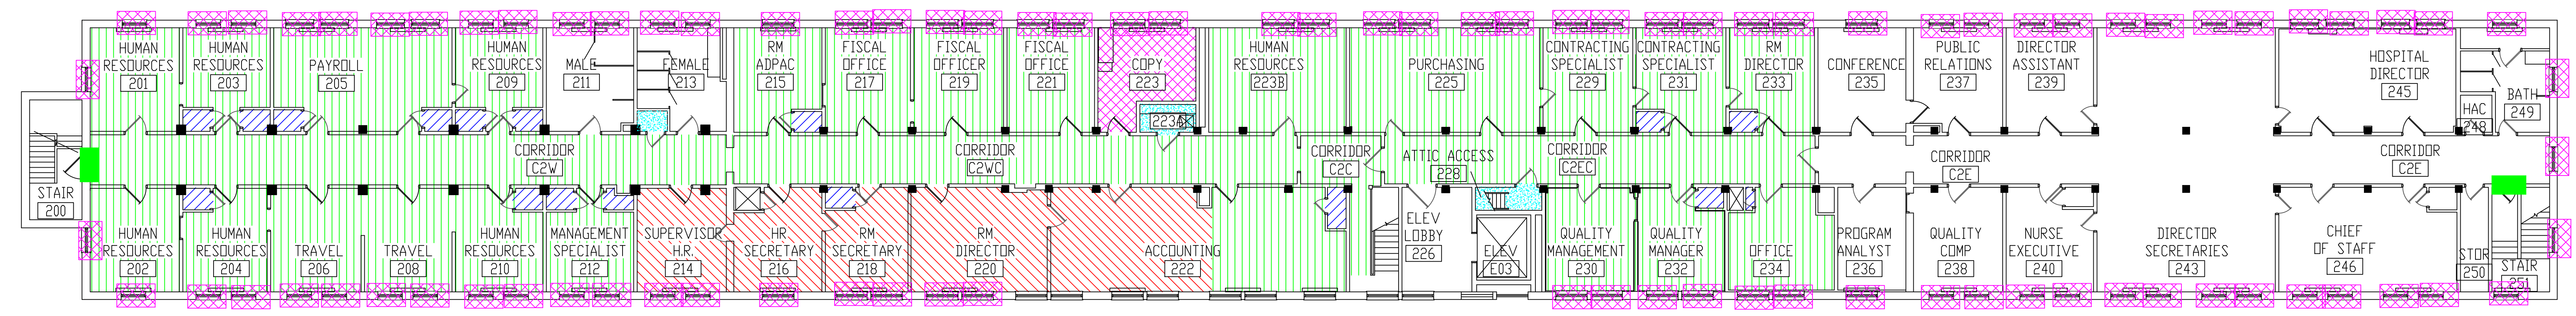 HUMAN
RESOURCES
201
HUMAN
RESOURCES
203
PAYROLL
205
HUMAN
RESOURCES
209
MALE
211
FEMALE
213
RM
ADPAC
215
FISCAL
OFFICE
217
FISCAL
OFFICER
219
FISCAL
OFFICE
221
COPY
223
223A
HUMAN
RESOURCES
223B
PURCHASING
225
CONTRACTING
SPECIALIST
229
CONTRACTING
SPECIALIST
231
RM
DIRECTOR
233
CONFERENCE
235
PUBLIC
RELATIONS
237
DIRECTOR
ASSISTANT
239
HOSPITAL
DIRECTOR
245
HAC
248
BATH
249
CORRIDOR
C2W
CORRIDOR
C2WC
CORRIDOR
C2C
ATTIC ACCESS
228
CORRIDOR
C2EC
CORRIDOR
C2E
CORRIDOR
C2E
STAIR
200
HUMAN
RESOURCES
202
HUMAN
RESOURCES
204
TRAVEL
206
TRAVEL
208
HUMAN
RESOURCES
210
MANAGEMENT
SPECIALIST
212
SUPERVISOR
H.R.
214
HR
SECRETARY
216
RM
SECRETARY
218
RM
DIRECTOR
220
ACCOUNTING
222
ELEV
LOBBY
226
ELEV
E03
QUALITY
MANAGEMENT
230
QUALITY
MANAGER
232
OFFICE
234
PROGRAM
ANALYST
236
QUALITY
COMP
238
NURSE
EXECUTIVE
240
DIRECTOR
SECRETARIES
243
CHIEF
OF STAFF
246
STOR
250
STAIR
251